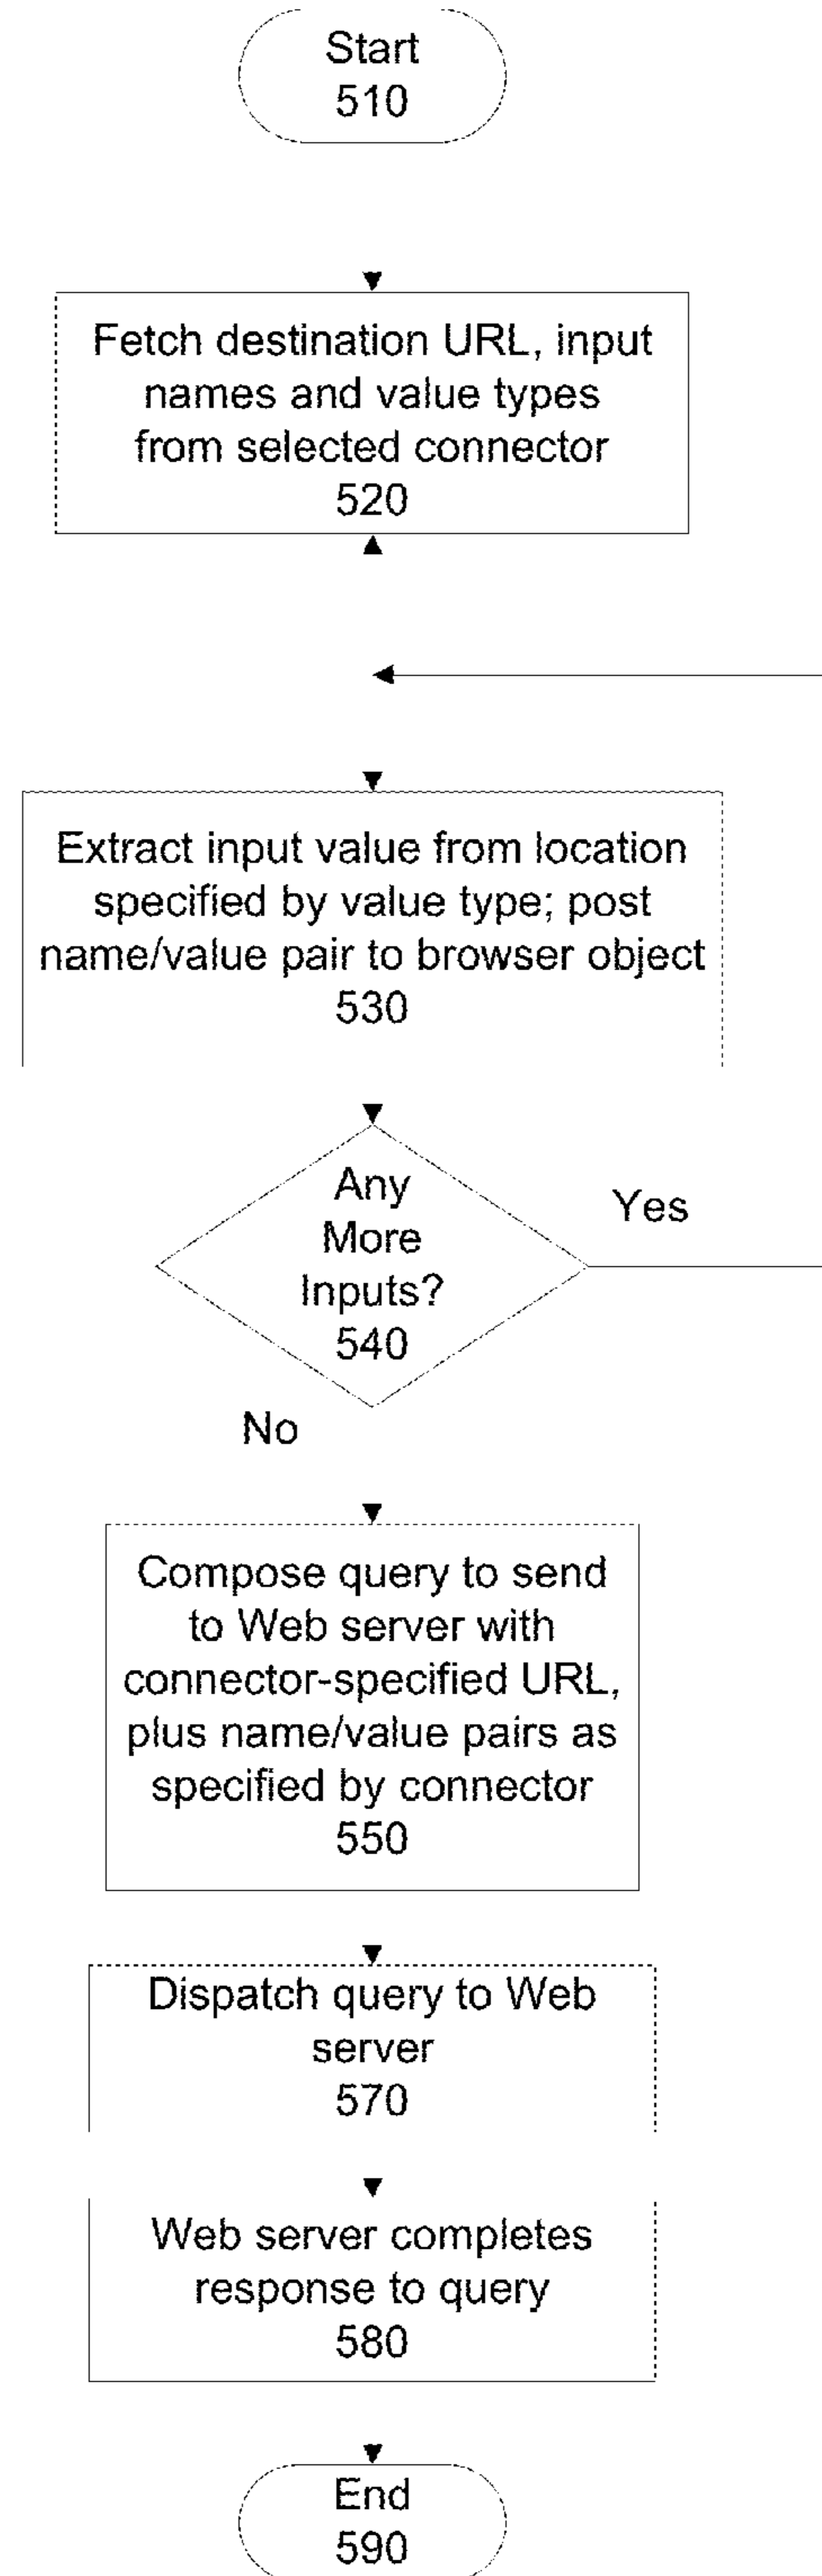 Start
510
Fetch destination URL, input
names and value types
from selected connector
520
Extract input value from location
specified by value type; post
name/value pair to browser object
530
Any
More
Inputs?
540
Yes
No
Compose query to send
to Web server with
connector-specified URL,
plus name/value pairs as
specified by connector
550
Dispatch query to Web
server
570
Web server completes
response to query
580
End
590